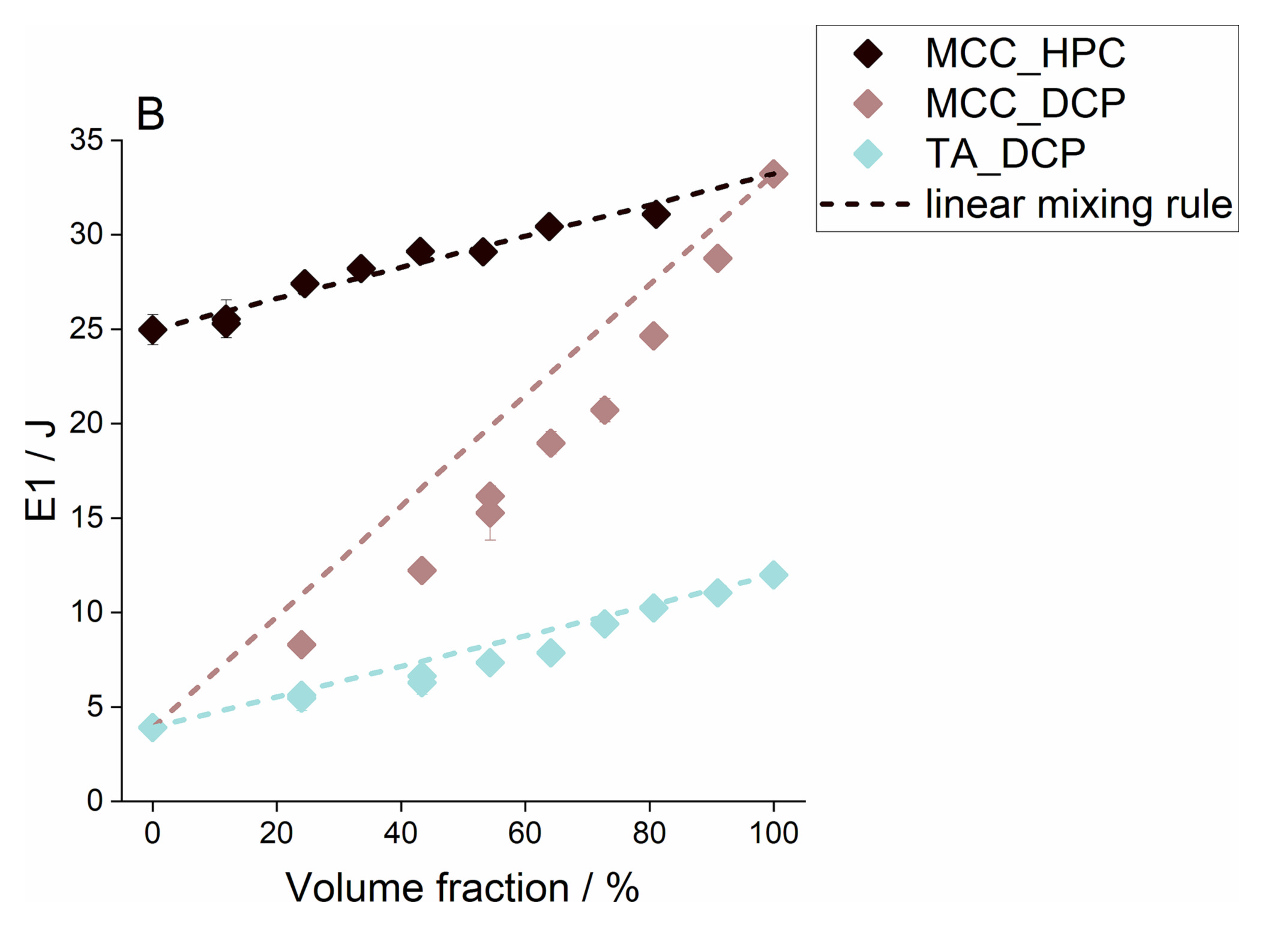 MCC_HPC
MCC_DCP
TA_DCP
linear mixing rule
B
35
30
25
20
15
10
5
0
E1 / J
0 20 40 60 80 100
Volume fraction / %